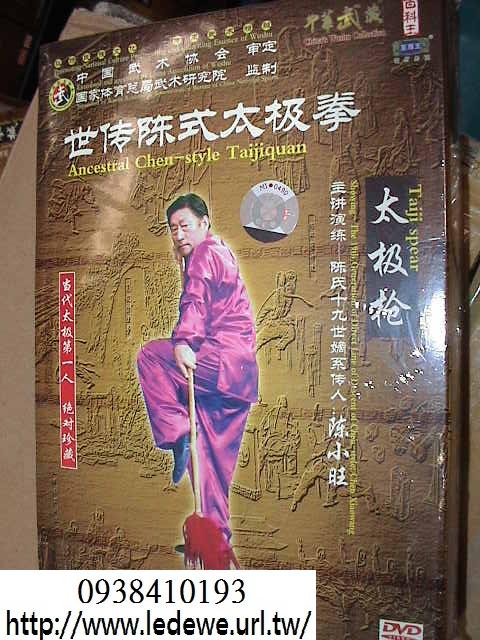 中华武藏
China's Wushu Collection
百科王
中国武术协会 审定
国家体育总局武术研究院 监制
世传陈式太极拳
Ancestral Chen-style Taijiquan
太极枪
Taiji spear
主讲演练:陈氏十九世嫡系传人:陈小旺
当代太极第一人 绝对珍藏
DVD
0938410193
http://www.ledewe.url.tw/